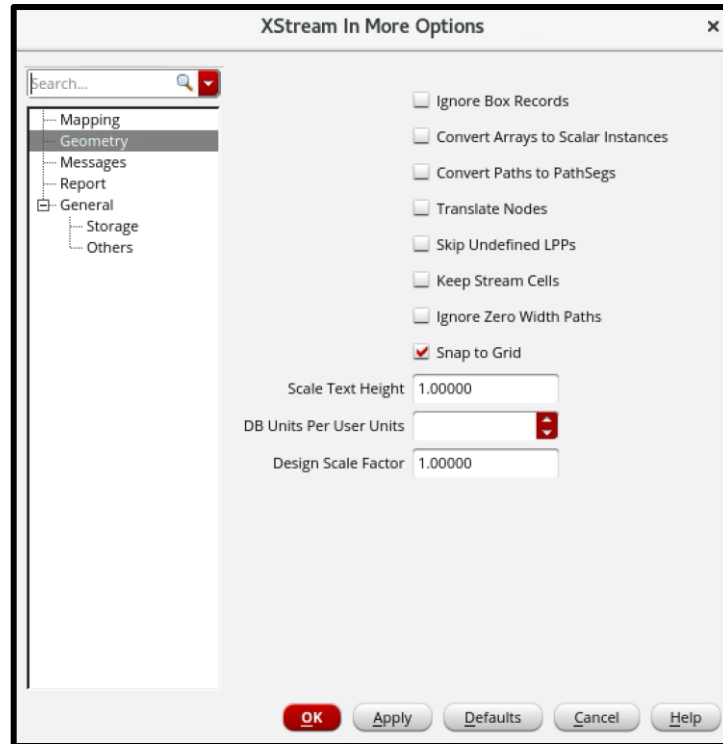 XStream In More Options
Search...
Mapping
Geometry
Messages
Report
General
Storage
Others
Ignore Box Records
Convert Arrays to Scalar Instances
Convert Paths to PathSegs
Translate Nodes
Skip Undefined LPPs
Keep Stream Cells
Ignore Zero Width Paths
Snap to Grid
Scale Text Height 1.00000
DB Units Per User Units
Design Scale Factor 1.00000
OK Apply Defaults Cancel Help